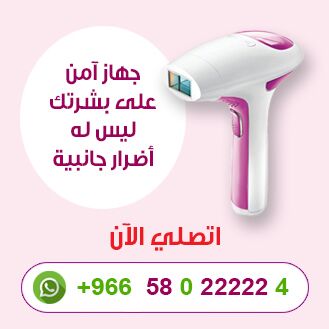 جهاز آمن
على بشرتك
ليس له
أضرار جانبية
اتصلي الآن
+966 58 0 22222 4